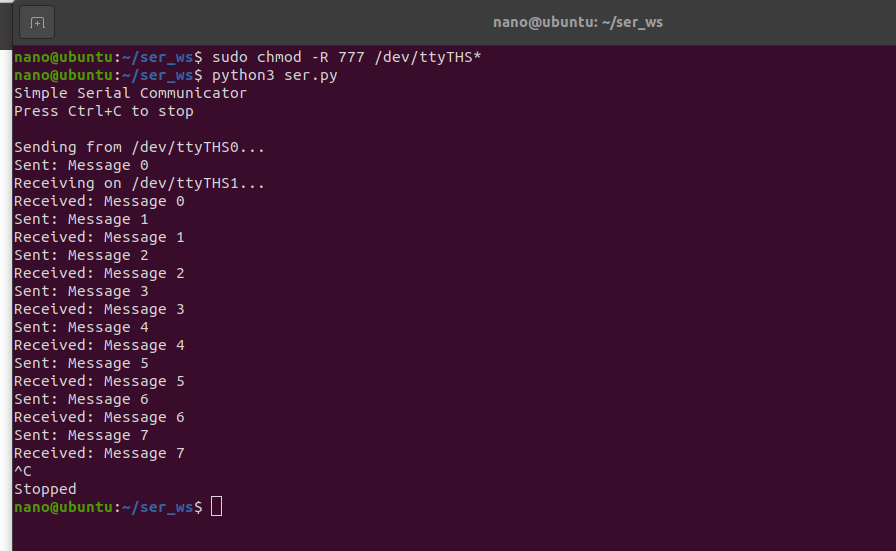 nano@ubuntu: ~/ser_ws
nano@ubuntu:~/ser_ws$ sudo chmod -R 777 /dev/ttyTHS*
nano@ubuntu:~/ser_ws$ python3 ser.py
Simple Serial Communicator
Press Ctrl+C to stop
Sending from /dev/ttyTHS0...
Sent: Message 0
Receiving on /dev/ttyTHS1...
Received: Message 0
Sent: Message 1
Received: Message 1
Sent: Message 2
Received: Message 2
Sent: Message 3
Received: Message 3
Sent: Message 4
Received: Message 4
Sent: Message 5
Received: Message 5
Sent: Message 6
Received: Message 6
Sent: Message 7
Received: Message 7
^C
Stopped
nano@ubuntu:~/ser_ws$